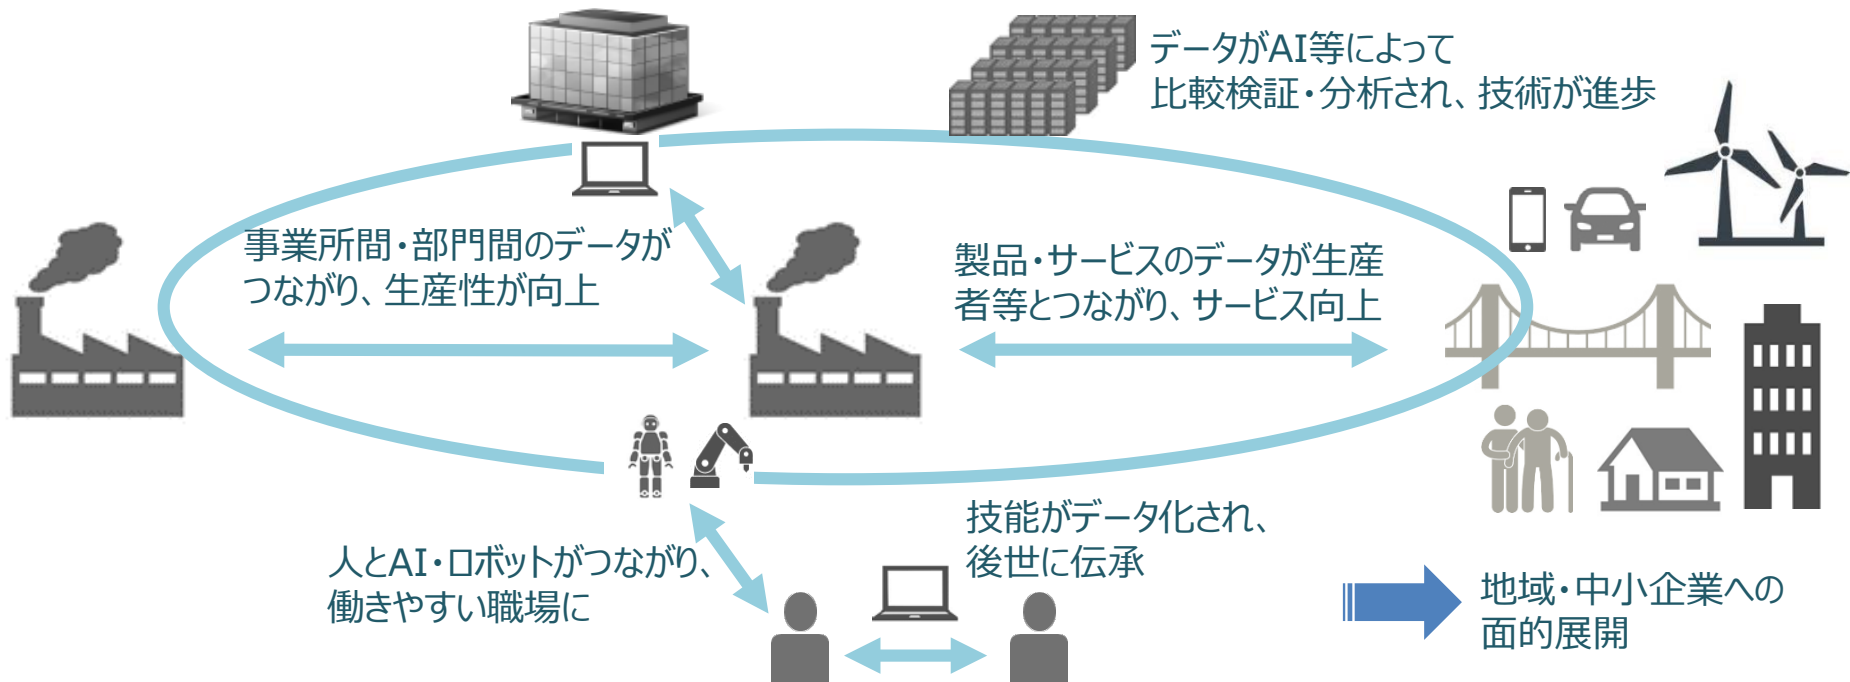 データがAI等によって
比較検証・分析され、技術が進歩
事業所間・部門間のデータが
つながり、生産性が向上
製品・サービスのデータが生産
者等とつながり、サービス向上
技能がデータ化され、
後世に伝承
人とAI・ロボットがつながり、
働きやすい職場に
地域・中小企業への
面的展開